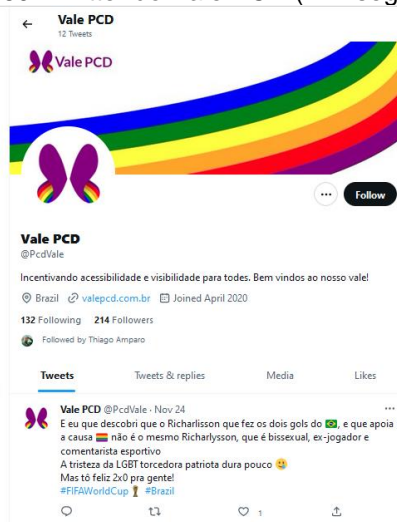 Vale PCD
12 Tweets
Vale PCD
Follow
Vale PCD
@PcdVale
Incentivando acessibilidade e visibilidade para todes. Bem vindos ao nosso vale!
Brazil valepcd.com.br Joined April 2020
132 Following 214 Followers
Followed by Thiago Amparo
Tweets Tweets & replies Media Likes
Vale PCD @PcdVale · Nov 24
E eu que descobri que o Richarlisson que fez os dois gols do 🇧🇷, e que apoia
a causa 🏳️‍🌈 não é o mesmo Richarlysson, que é bissexual, ex-jogador e
comentarista esportivo
A tristeza da LGBT torcedora patriota dura pouco 🥲
Mas tô feliz 2x0 pra gente!
#FIFAWorldCup 🏆 #Brazil
1